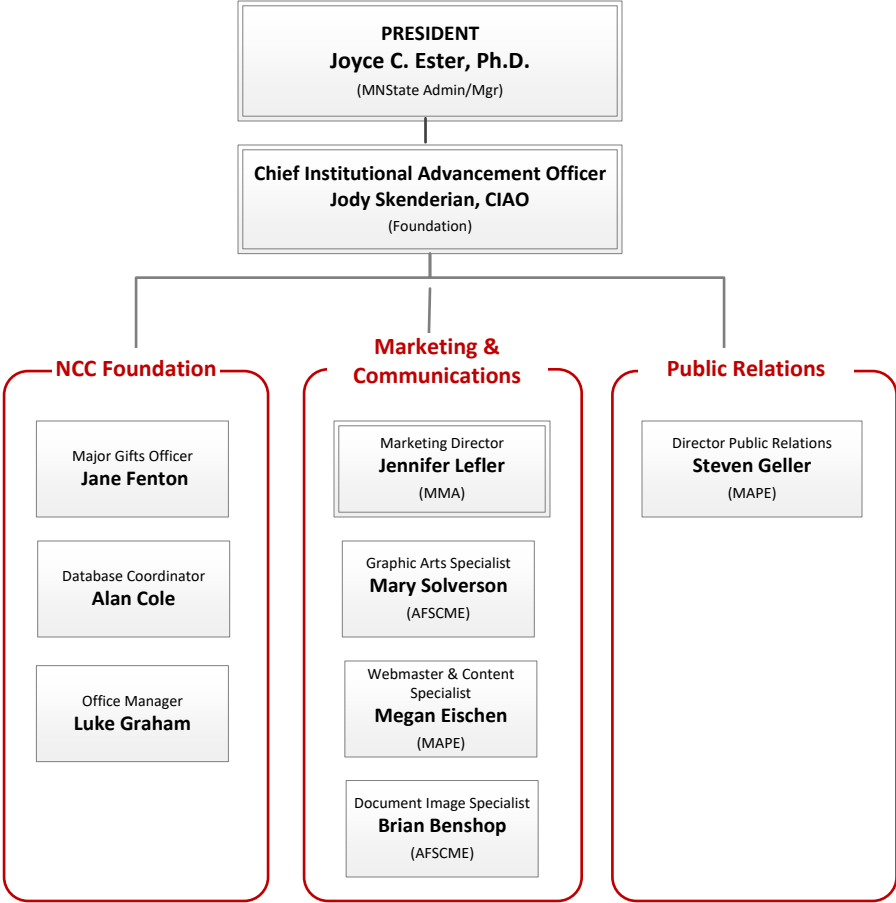 PRESIDENT
Joyce C. Ester, Ph.D.
(MNState Admin/Mgr)
Chief Institutional Advancement Officer
Jody Skenderian, CIAO
(Foundation)
NCC Foundation
Major Gifts Officer
Jane Fenton
Database Coordinator
Alan Cole
Office Manager
Luke Graham
Marketing &
Communications
Marketing Director
Jennifer Lefler
(MMA)
Graphic Arts Specialist
Mary Solverson
(AFSCME)
Webmaster & Content
Specialist
Megan Eischen
(MAPE)
Document Image Specialist
Brian Benshop
(AFSCME)
Public Relations
Director Public Relations
Steven Geller
(MAPE)